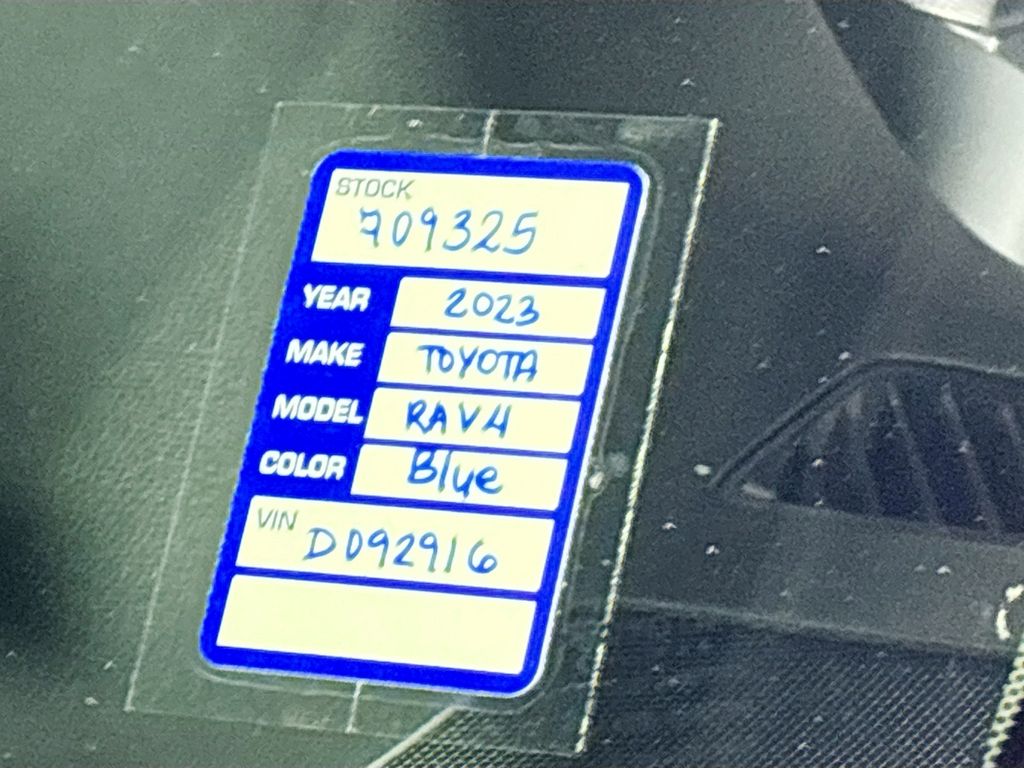 STOCK
709325
YEAR 2023
MAKE TOYOTA
MODEL RAV4
COLOR Blue
VIN D092916